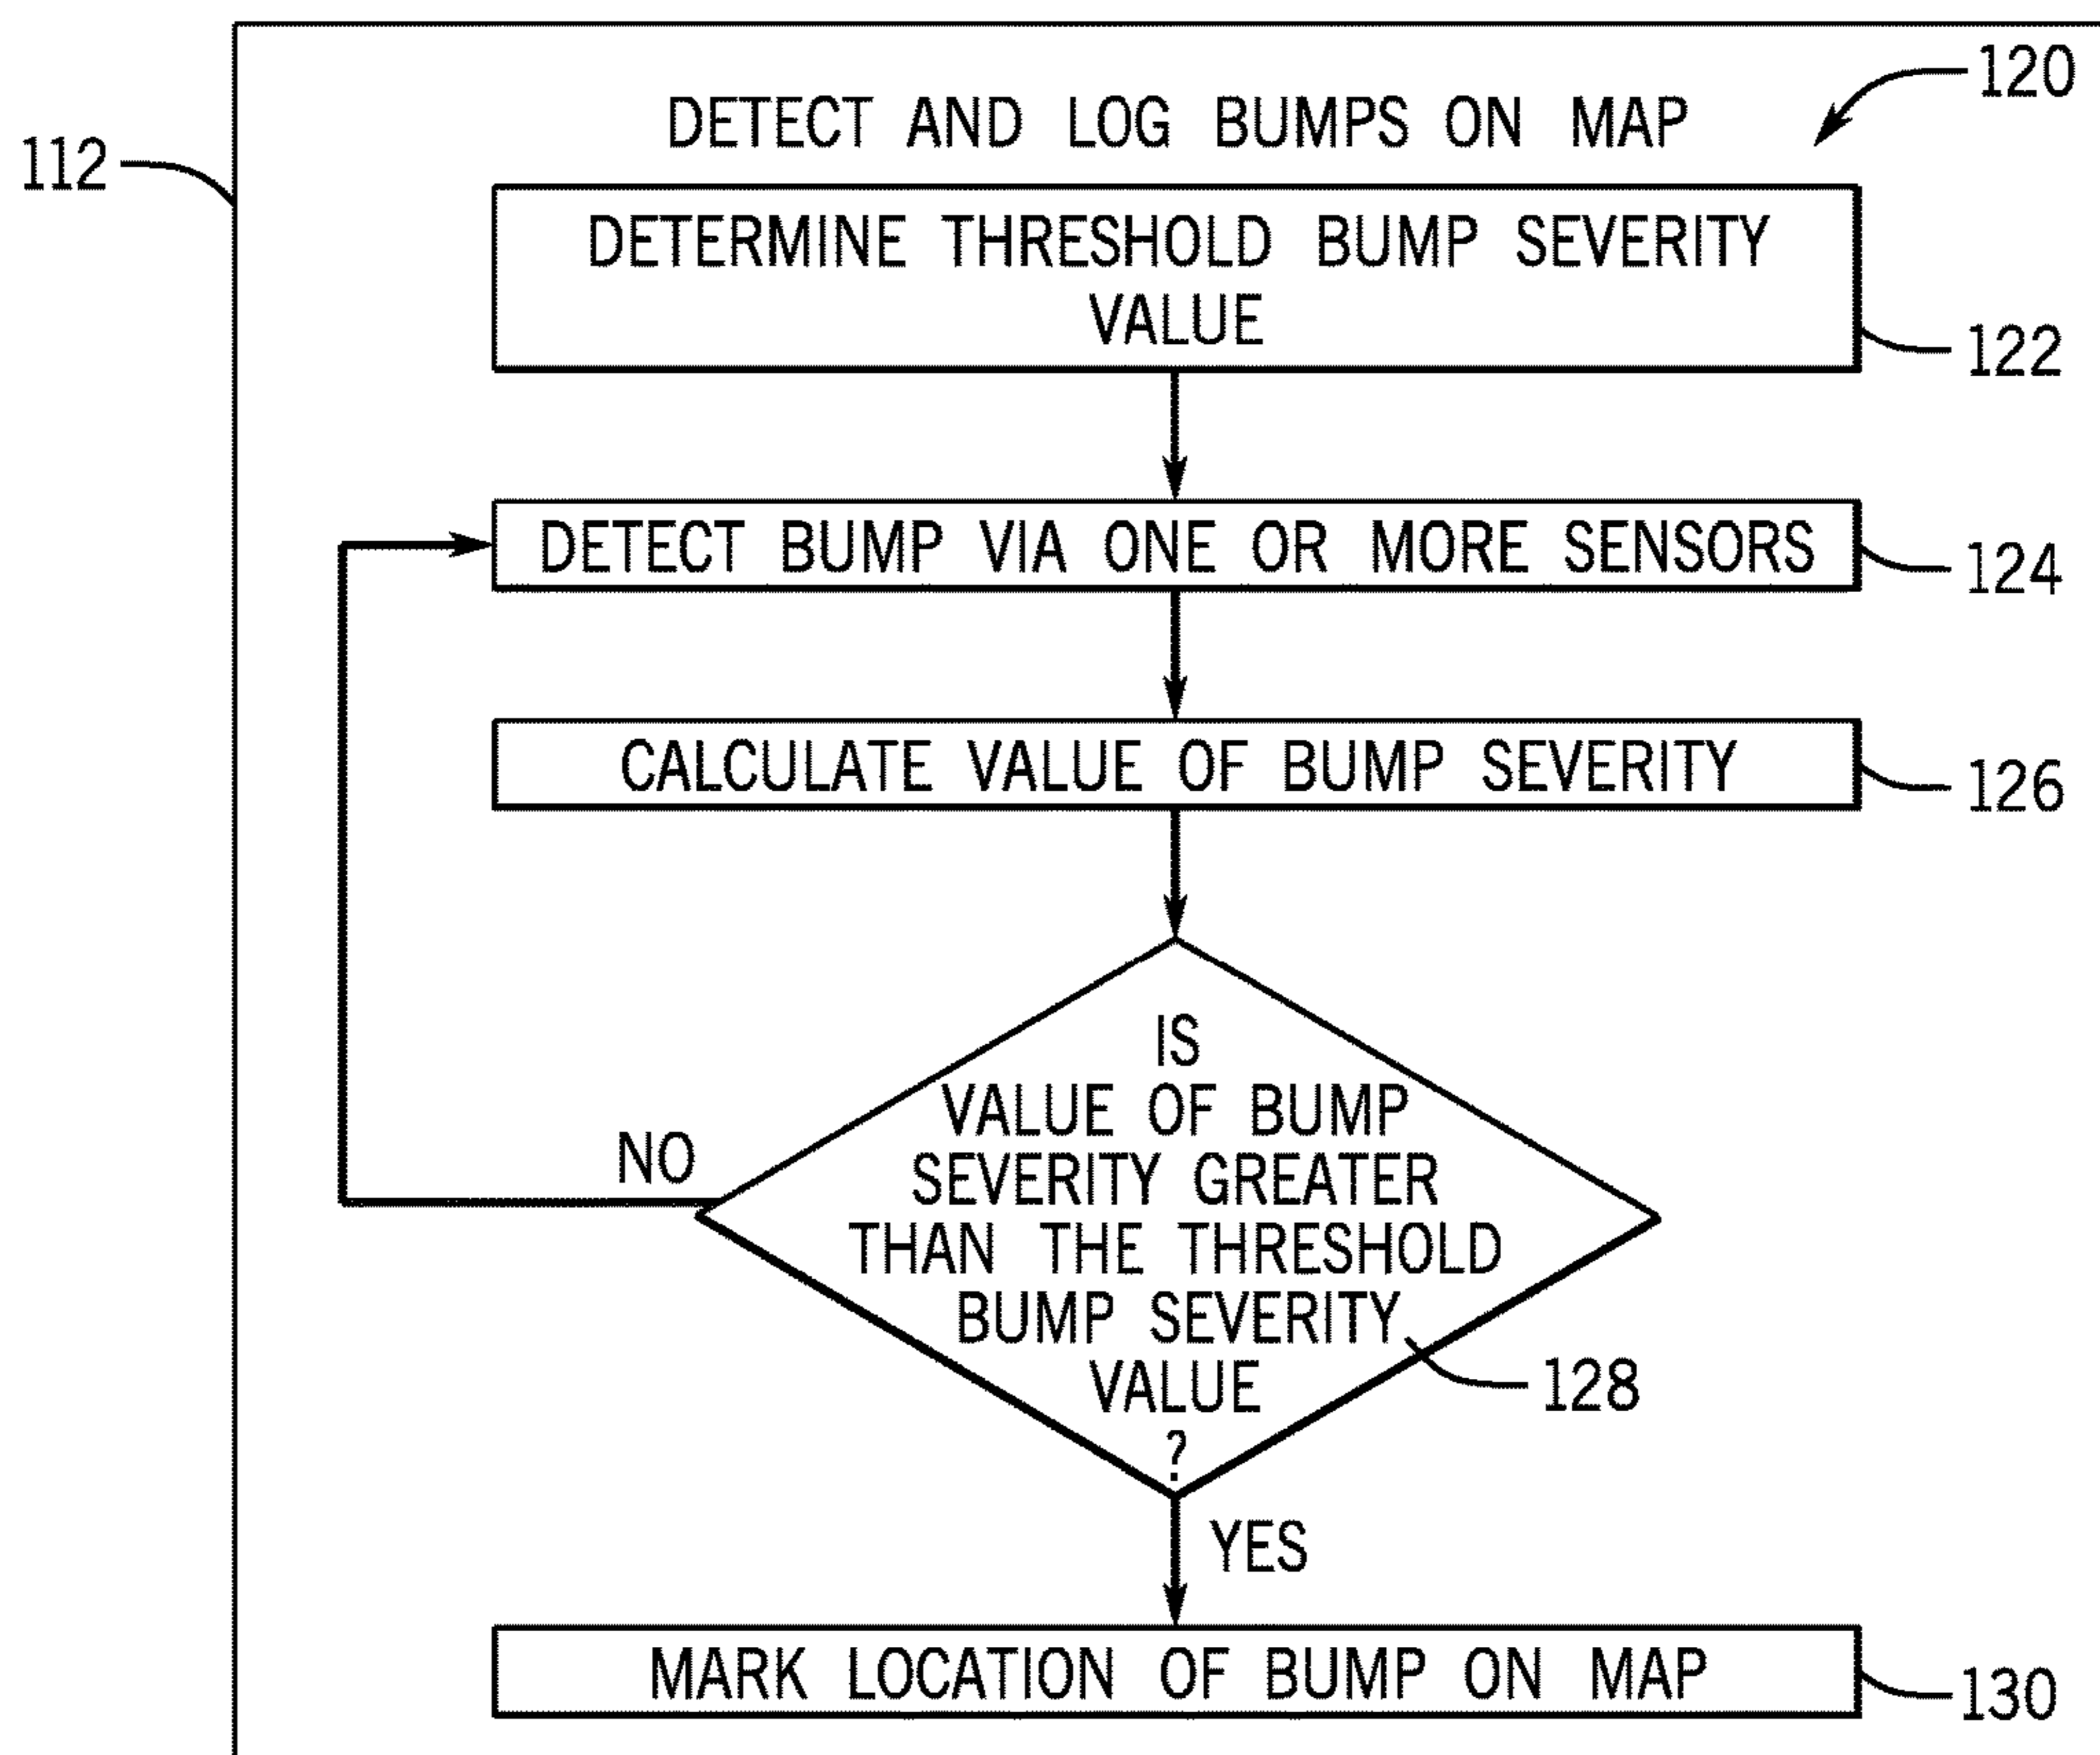 120
DETECT AND LOG BUMPS ON MAP
112
DETERMINE THRESHOLD BUMP SEVERITY
VALUE
122
DETECT BUMP VIA ONE OR MORE SENSORS
124
CALCULATE VALUE OF BUMP SEVERITY
126
IS
VALUE OF BUMP
SEVERITY GREATER
THAN THE THRESHOLD
BUMP SEVERITY
VALUE
?
128
NO
YES
MARK LOCATION OF BUMP ON MAP
130